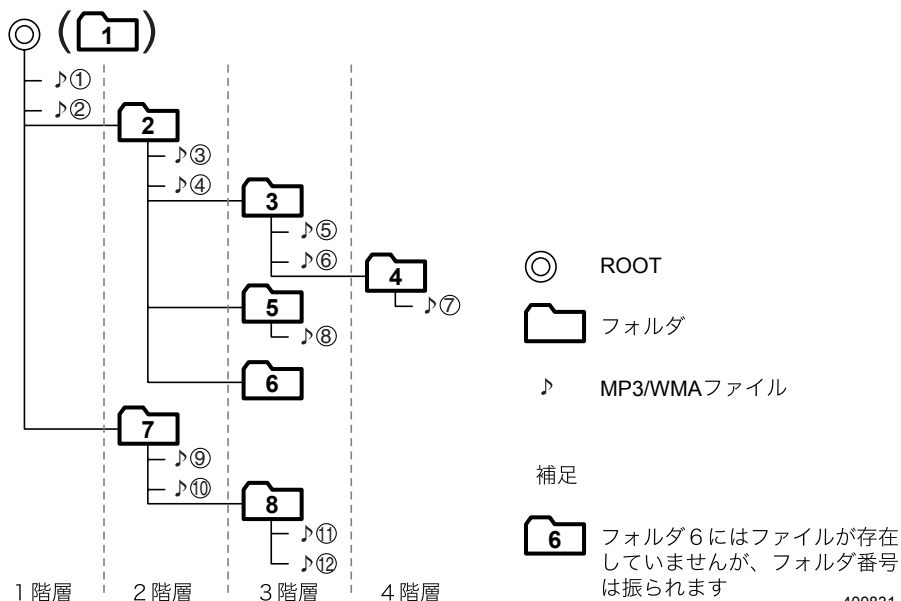 (1)
♪①
♪②
2
♪③
♪④
3
♪⑤
♪⑥
4
♪⑦
5
♪⑧
6
7
♪⑨
♪⑩
8
♪⑪
♪⑫
1階層 2階層 3階層 4階層
ROOT
フォルダ
♪ MP3/WMAファイル
補足
6 フォルダ6にはファイルが存在
していませんが、フォルダ番号
は振られます